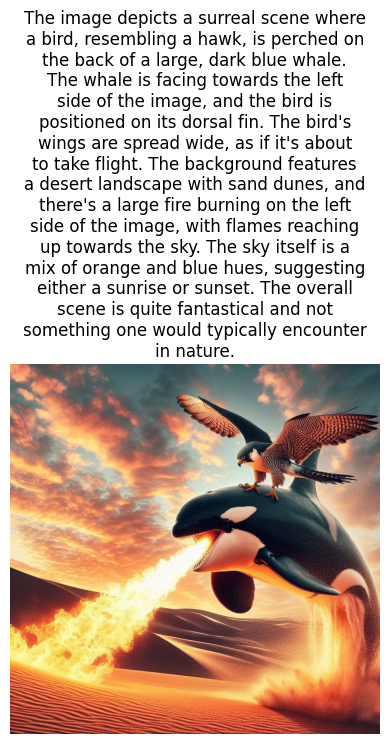 The image depicts a surreal scene where
a bird, resembling a hawk, is perched on
the back of a large, dark blue whale.
The whale is facing towards the left
side of the image, and the bird is
positioned on its dorsal fin. The bird's
wings are spread wide, as if it's about
to take flight. The background features
a desert landscape with sand dunes, and
there's a large fire burning on the left
side of the image, with flames reaching
up towards the sky. The sky itself is a
mix of orange and blue hues, suggesting
either a sunrise or sunset. The overall
scene is quite fantastical and not
something one would typically encounter
in nature.